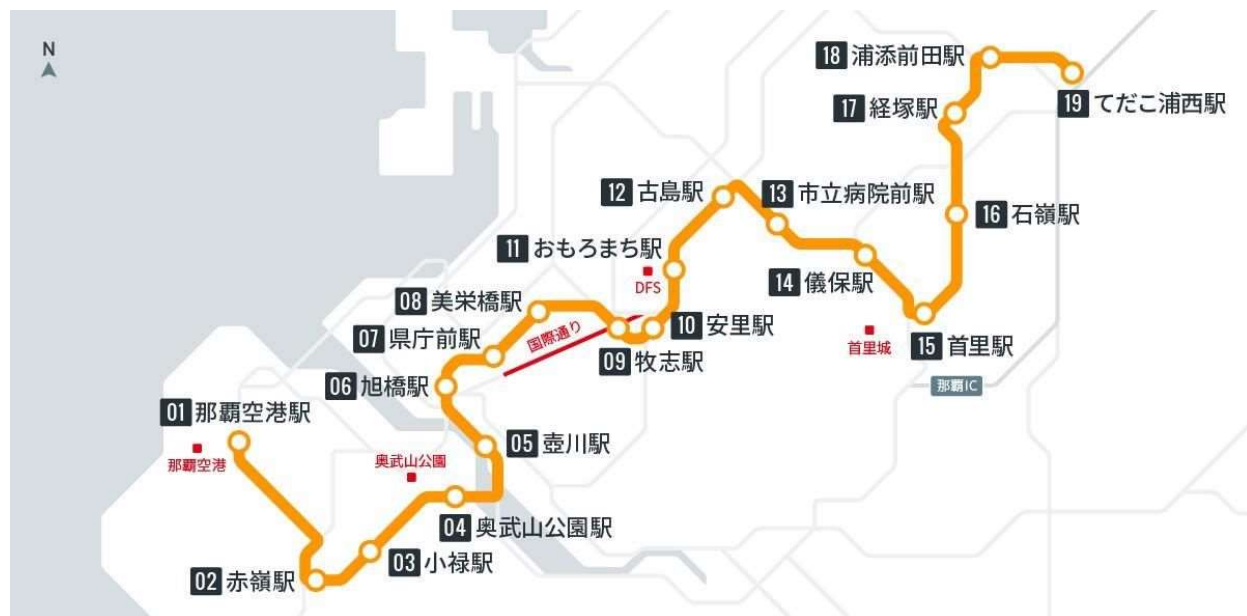 N
18 浦添前田駅
17 経塚駅
19 てだこ浦西駅
12 古島駅
13 市立病院前駅
16 石嶺駅
11 おもろまち駅
DFS
14 儀保駅
08 美栄橋駅
国際通り
10 安里駅
07 県庁前駅
09 牧志駅
首里城
15 首里駅
06 旭橋駅
那覇IC
01 那覇空港駅
那覇空港
奥武山公園
05 壺川駅
04 奥武山公園駅
03 小禄駅
02 赤嶺駅